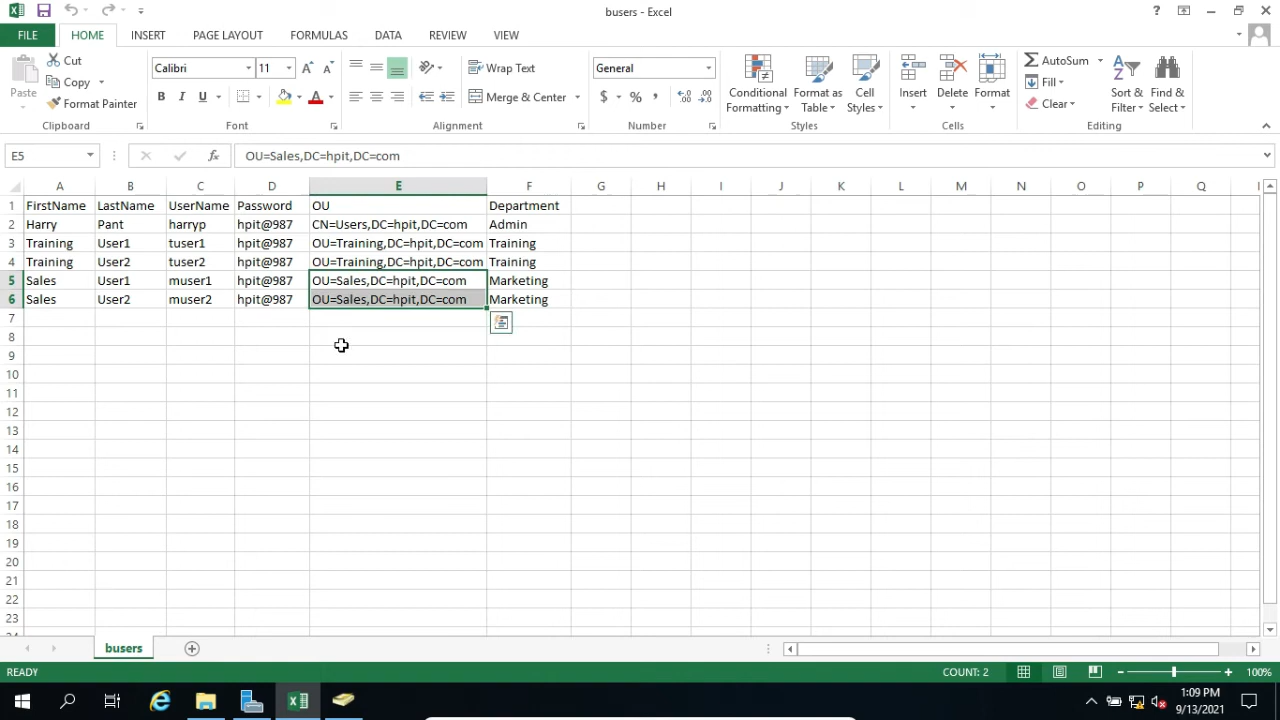 busers - Excel
FILE HOME INSERT PAGE LAYOUT FORMULAS DATA REVIEW VIEW
Paste Cut Copy Format Painter
Calibri 11
B I U A
Wrap Text
Merge & Center
General
$ % ,
Conditional Formatting
Format as Table
Cell Styles
Insert Delete Format
AutoSum
Fill
Clear
Sort & Filter
Find & Select
Clipboard Font Alignment Number Styles Cells Editing
E5 fx OU=Sales,DC=hpit,DC=com
A B C D E F G H I J K L M N O P Q
1 FirstName LastName UserName Password OU Department
2 Harry Pant harryp hpit@987 CN=Users,DC=hpit,DC=com Admin
3 Training User1 tuser1 hpit@987 OU=Training,DC=hpit,DC=com Training
4 Training User2 tuser2 hpit@987 OU=Training,DC=hpit,DC=com Training
5 Sales User1 muser1 hpit@987 OU=Sales,DC=hpit,DC=com Marketing
6 Sales User2 muser2 hpit@987 OU=Sales,DC=hpit,DC=com Marketing
7
8
9
10
11
12
13
14
15
16
17
18
19
20
21
22
23
busers
READY COUNT: 2 100%
1:09 PM
9/13/2021